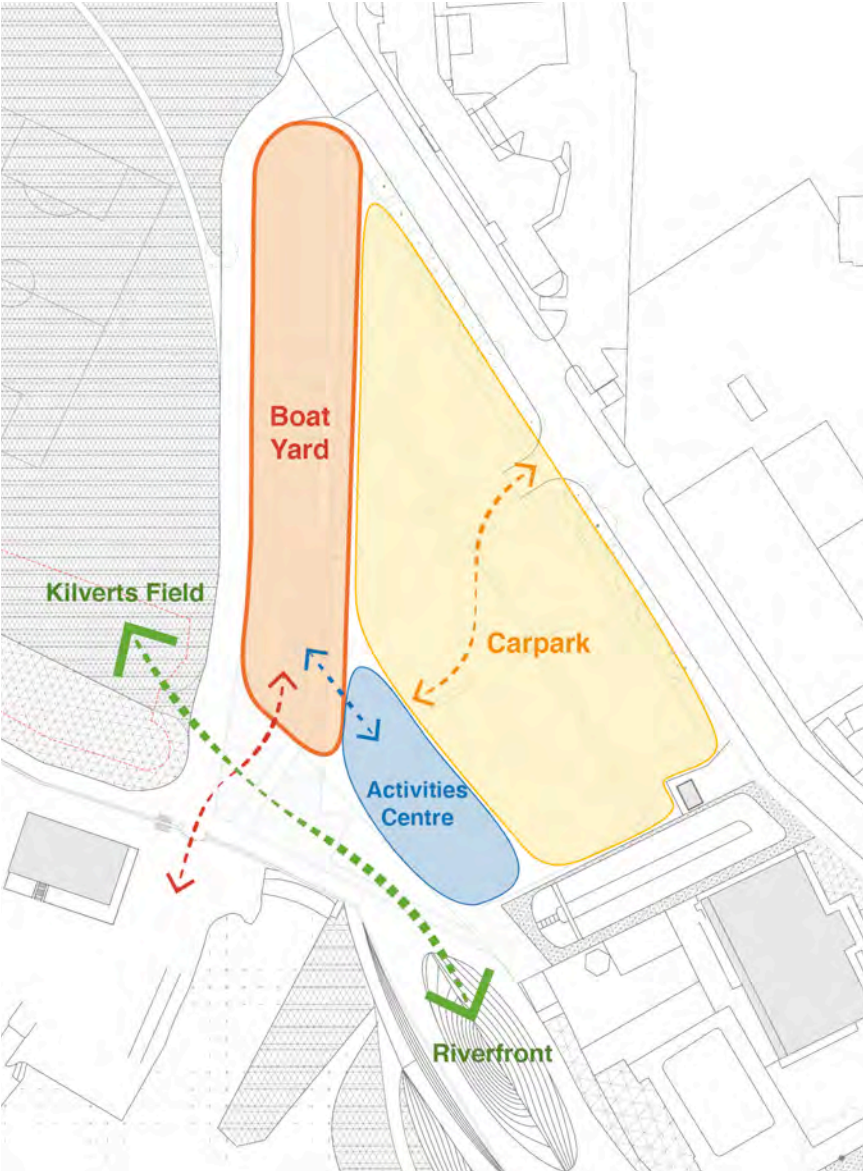 Boat
Yard
Kilverts Field
Carpark
Activities
Centre
Riverfront